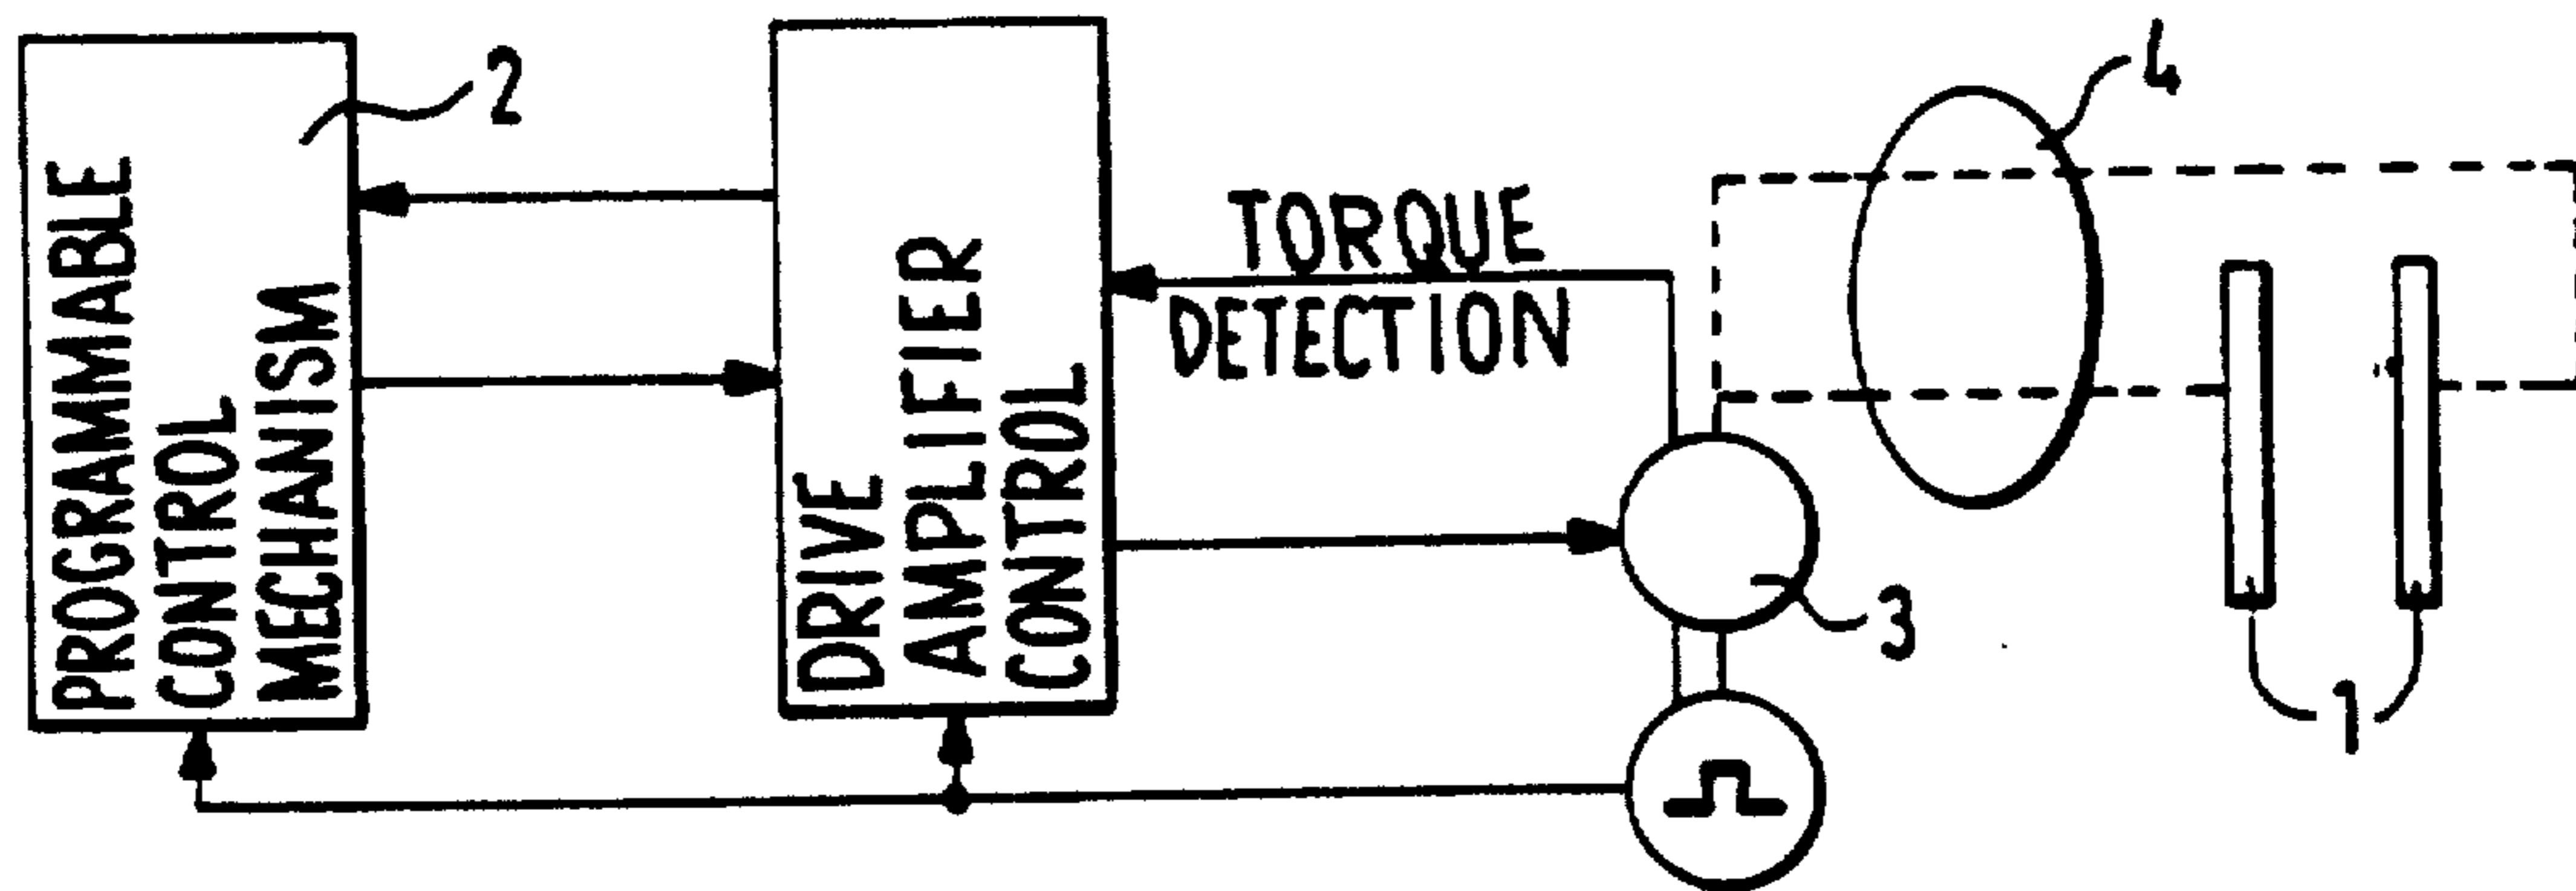 PROGRAMMABLE
CONTROL
MECHANISM
2
DRIVE
AMPLIFIER
CONTROL
TORQUE
DETECTION
4
3
1